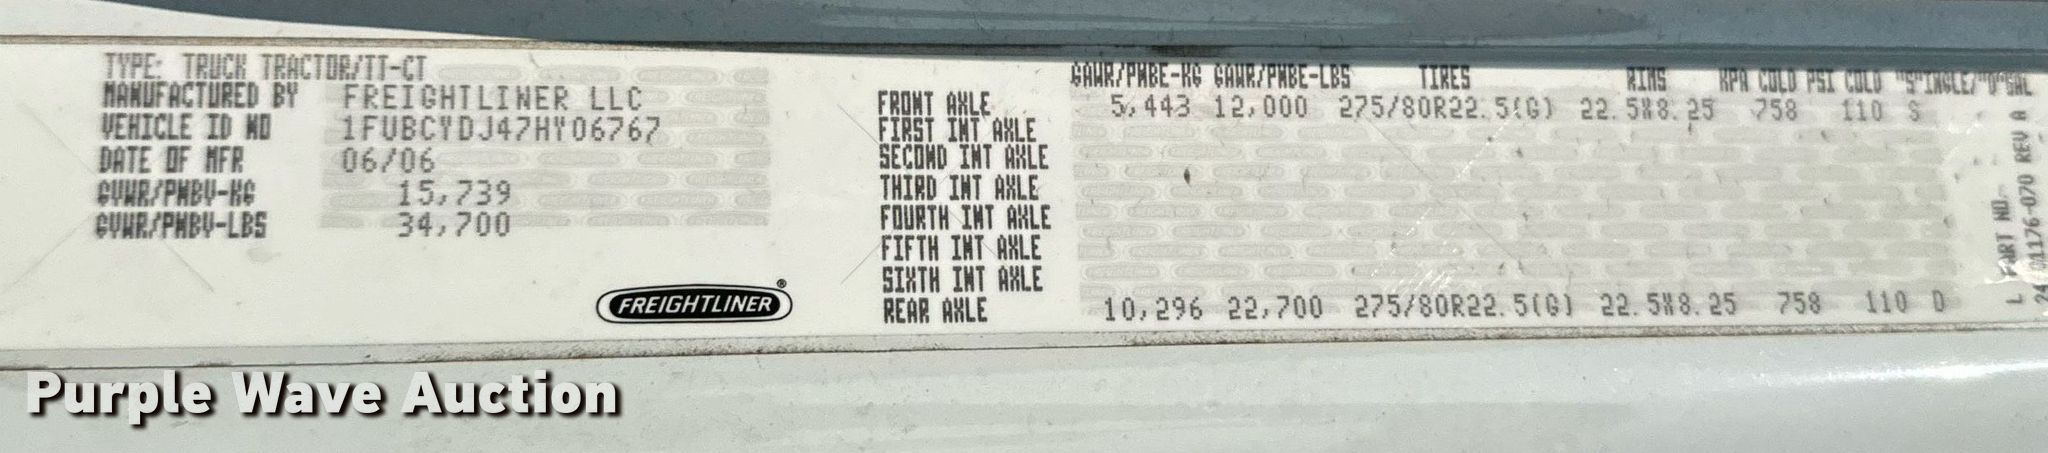 TYPE: TRUCK TRACTOR/TT-CT
MANUFACTURED BY FREIGHTLINER LLC
VEHICLE ID NO 1FUBCYDJ47HY06767
DATE OF MFR 06/06
GVWR/PNBV-KG 15,739
GVWR/PNBV-LBS 34,700
FREIGHTLINER®
GAWR/PNBE-KG GAWR/PNBE-LBS TIRES RIMS KPA COLD PSI COLD "S"INGLE/"D"UAL
FRONT AXLE 5,443 12,000 275/80R22.5(G) 22.5X8.25 758 110 S
FIRST INT AXLE
SECOND INT AXLE
THIRD INT AXLE
FOURTH INT AXLE
FIFTH INT AXLE
SIXTH INT AXLE
REAR AXLE 10,296 22,700 275/80R22.5(G) 22.5X8.25 758 110 D
PART NO.
24-01176-070 REV A
Purple Wave Auction